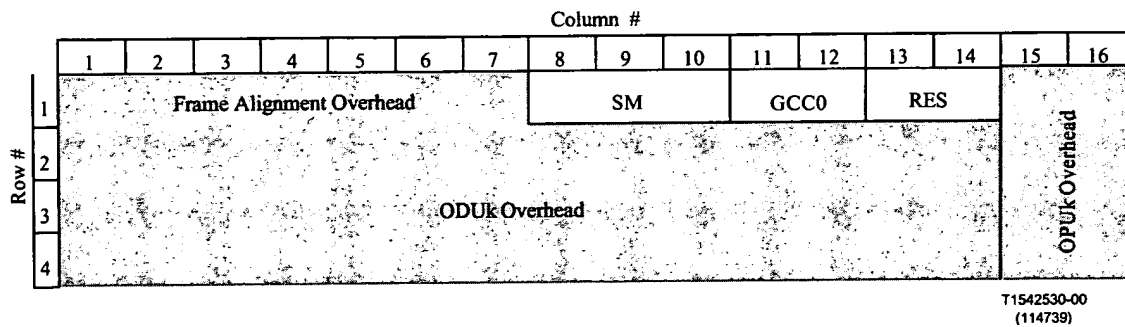 Column #
1 2 3 4 5 6 7 8 9 10 11 12 13 14 15 16
Row #
1
Frame Alignment Overhead
SM
GCC0
RES
2
3
ODUk Overhead
4
OPUk Overhead
T1542530-00
(114739)